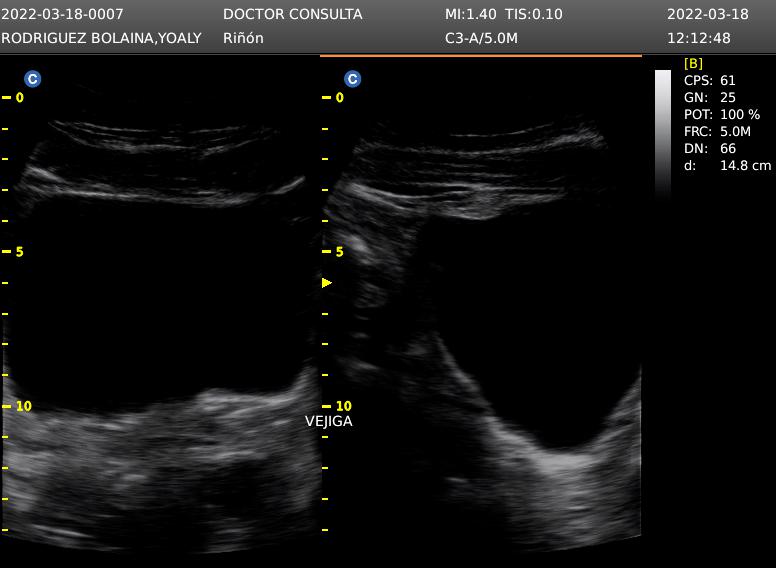 2022-03-18-0007 DOCTOR CONSULTA MI:1.40 TIS:0.10 2022-03-18
RODRIGUEZ BOLAINA,YOALY Riñón C3-A/5.0M 12:12:48
C C [B]
0 0 CPS: 61
GN: 25
POT: 100 %
FRC: 5.0M
DN: 66
d: 14.8 cm
5 5
10 10
VEJIGA